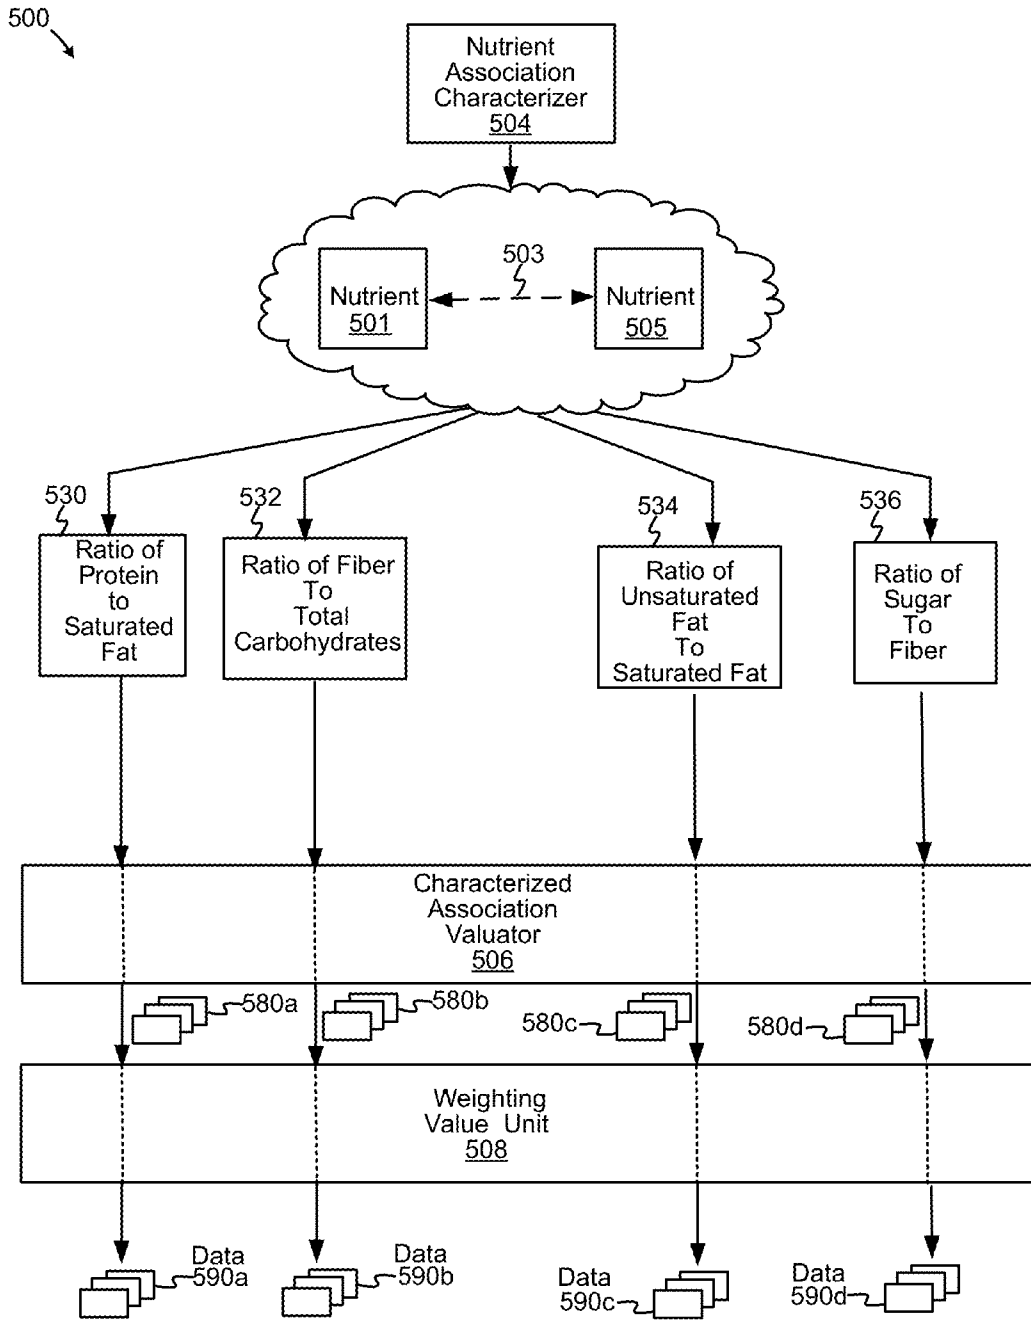 500
Nutrient
Association
Characterizer
504
503
Nutrient
501
Nutrient
505
530
Ratio of
Protein
to
Saturated
Fat
532
Ratio of Fiber
To
Total
Carbohydrates
534
Ratio of
Unsaturated
Fat
To
Saturated Fat
536
Ratio of
Sugar
To
Fiber
Characterized
Association
Valuator
506
580a
580b
580c
580d
Weighting
Value Unit
508
Data
590a
Data
590b
Data
590c
Data
590d